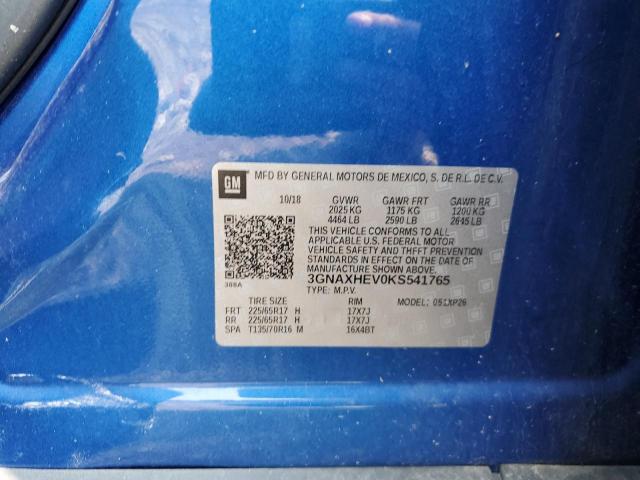 GM
MFD BY GENERAL MOTORS DE MEXICO, S. DE R.L. DE C.V.
10/18 GVWR GAWR FRT GAWR RR
2025 KG 1175 KG 1200 KG
4464 LB 2590 LB 2645 LB
THIS VEHICLE CONFORMS TO ALL
APPLICABLE U.S. FEDERAL MOTOR
VEHICLE SAFETY AND THEFT PREVENTION
STANDARDS IN EFFECT ON THE DATE OF
MANUFACTURE SHOWN ABOVE.
3GNAXHEV0KS541765
388A
TYPE: M.P.V. MODEL: 051XP26
TIRE SIZE RIM
FRT 225/65R17 H 17X7J
RR 225/65R17 H 17X7J
SPA T135/70R16 M 16X4BT